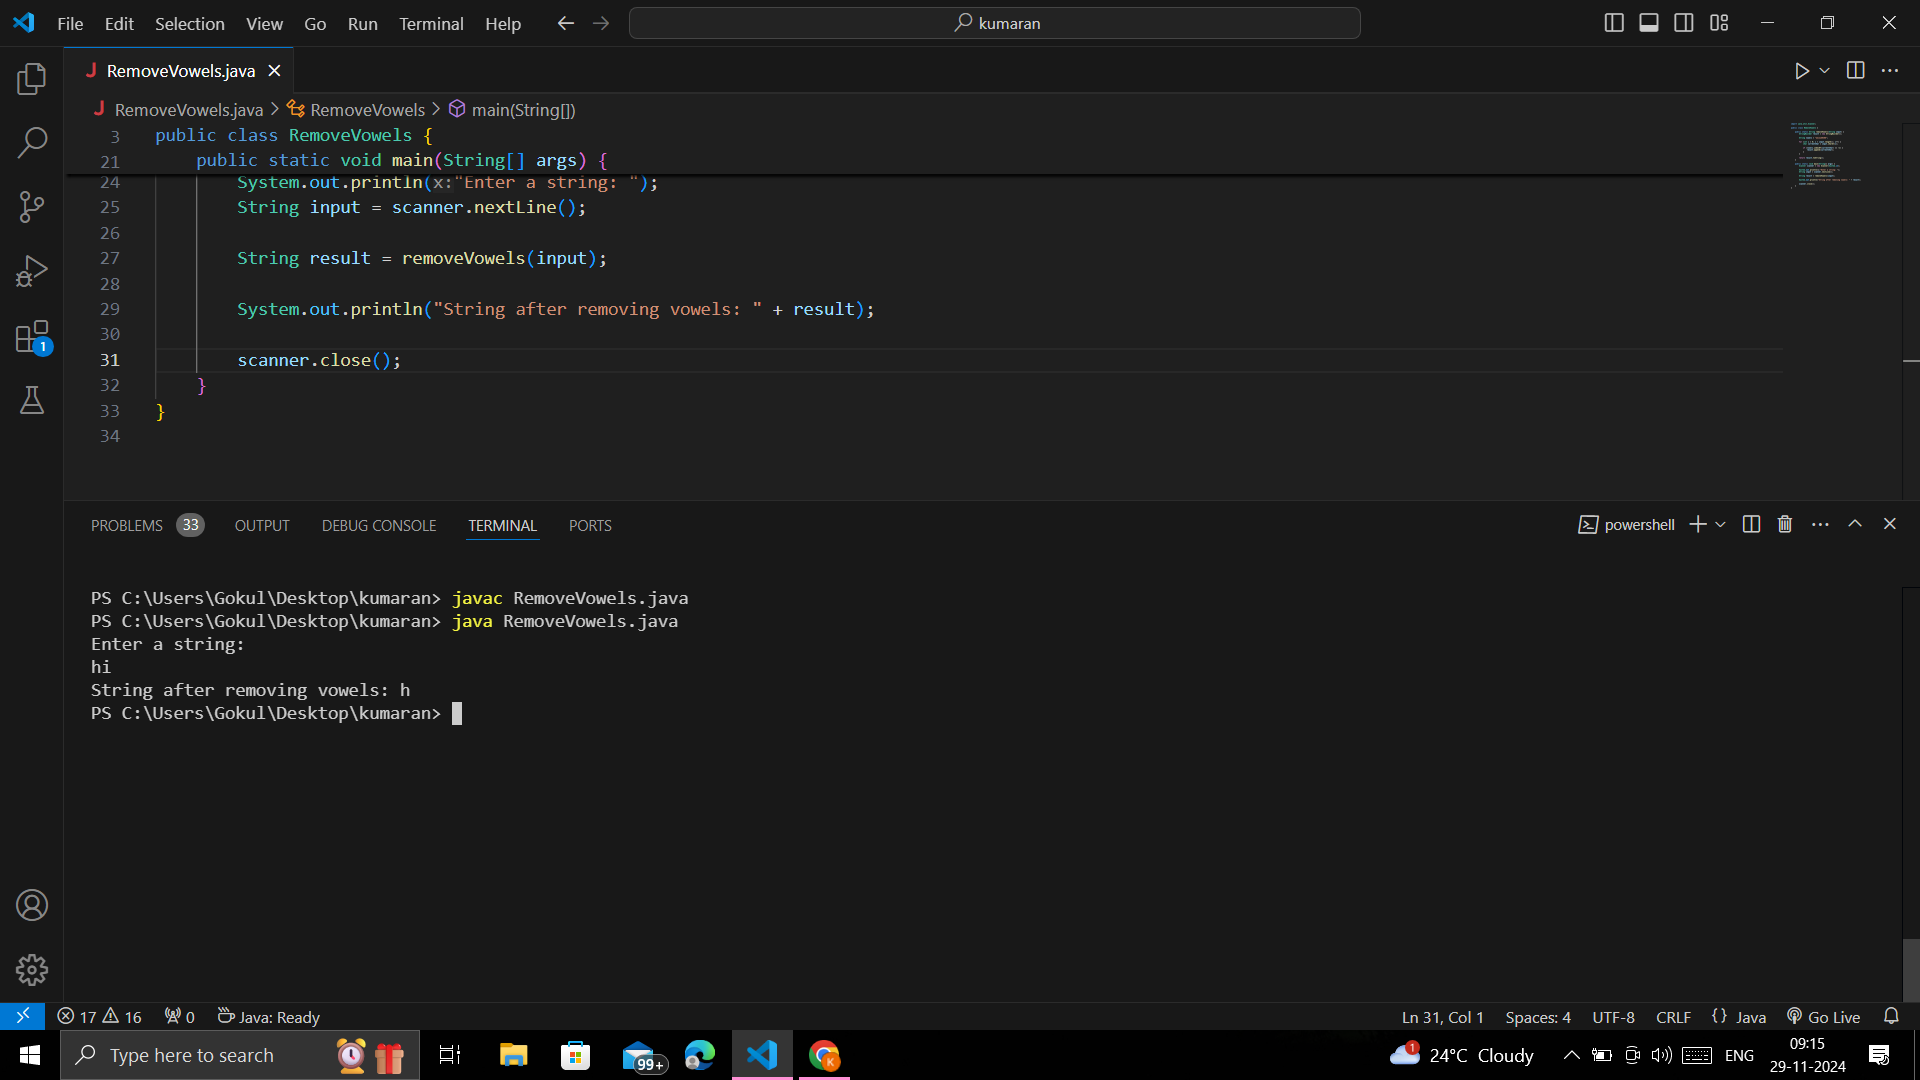 File Edit Selection View Go Run Terminal Help kumaran
RemoveVowels.java
RemoveVowels.java > RemoveVowels > main(String[])
3 public class RemoveVowels {
21 public static void main(String[] args) {
24 System.out.println(x:"Enter a string: ");
25 String input = scanner.nextLine();
26
27 String result = removeVowels(input);
28
29 System.out.println("String after removing vowels: " + result);
30
31 scanner.close();
32 }
33 }
34
1
PROBLEMS 33 OUTPUT DEBUG CONSOLE TERMINAL PORTS powershell
PS C:\Users\Gokul\Desktop\kumaran> javac RemoveVowels.java
PS C:\Users\Gokul\Desktop\kumaran> java RemoveVowels.java
Enter a string:
hi
String after removing vowels: h
PS C:\Users\Gokul\Desktop\kumaran>
17 16 0 Java: Ready Ln 31, Col 1 Spaces: 4 UTF-8 CRLF {} Java Go Live
Type here to search 99+ K 1 24°C Cloudy ENG 09:15
29-11-2024